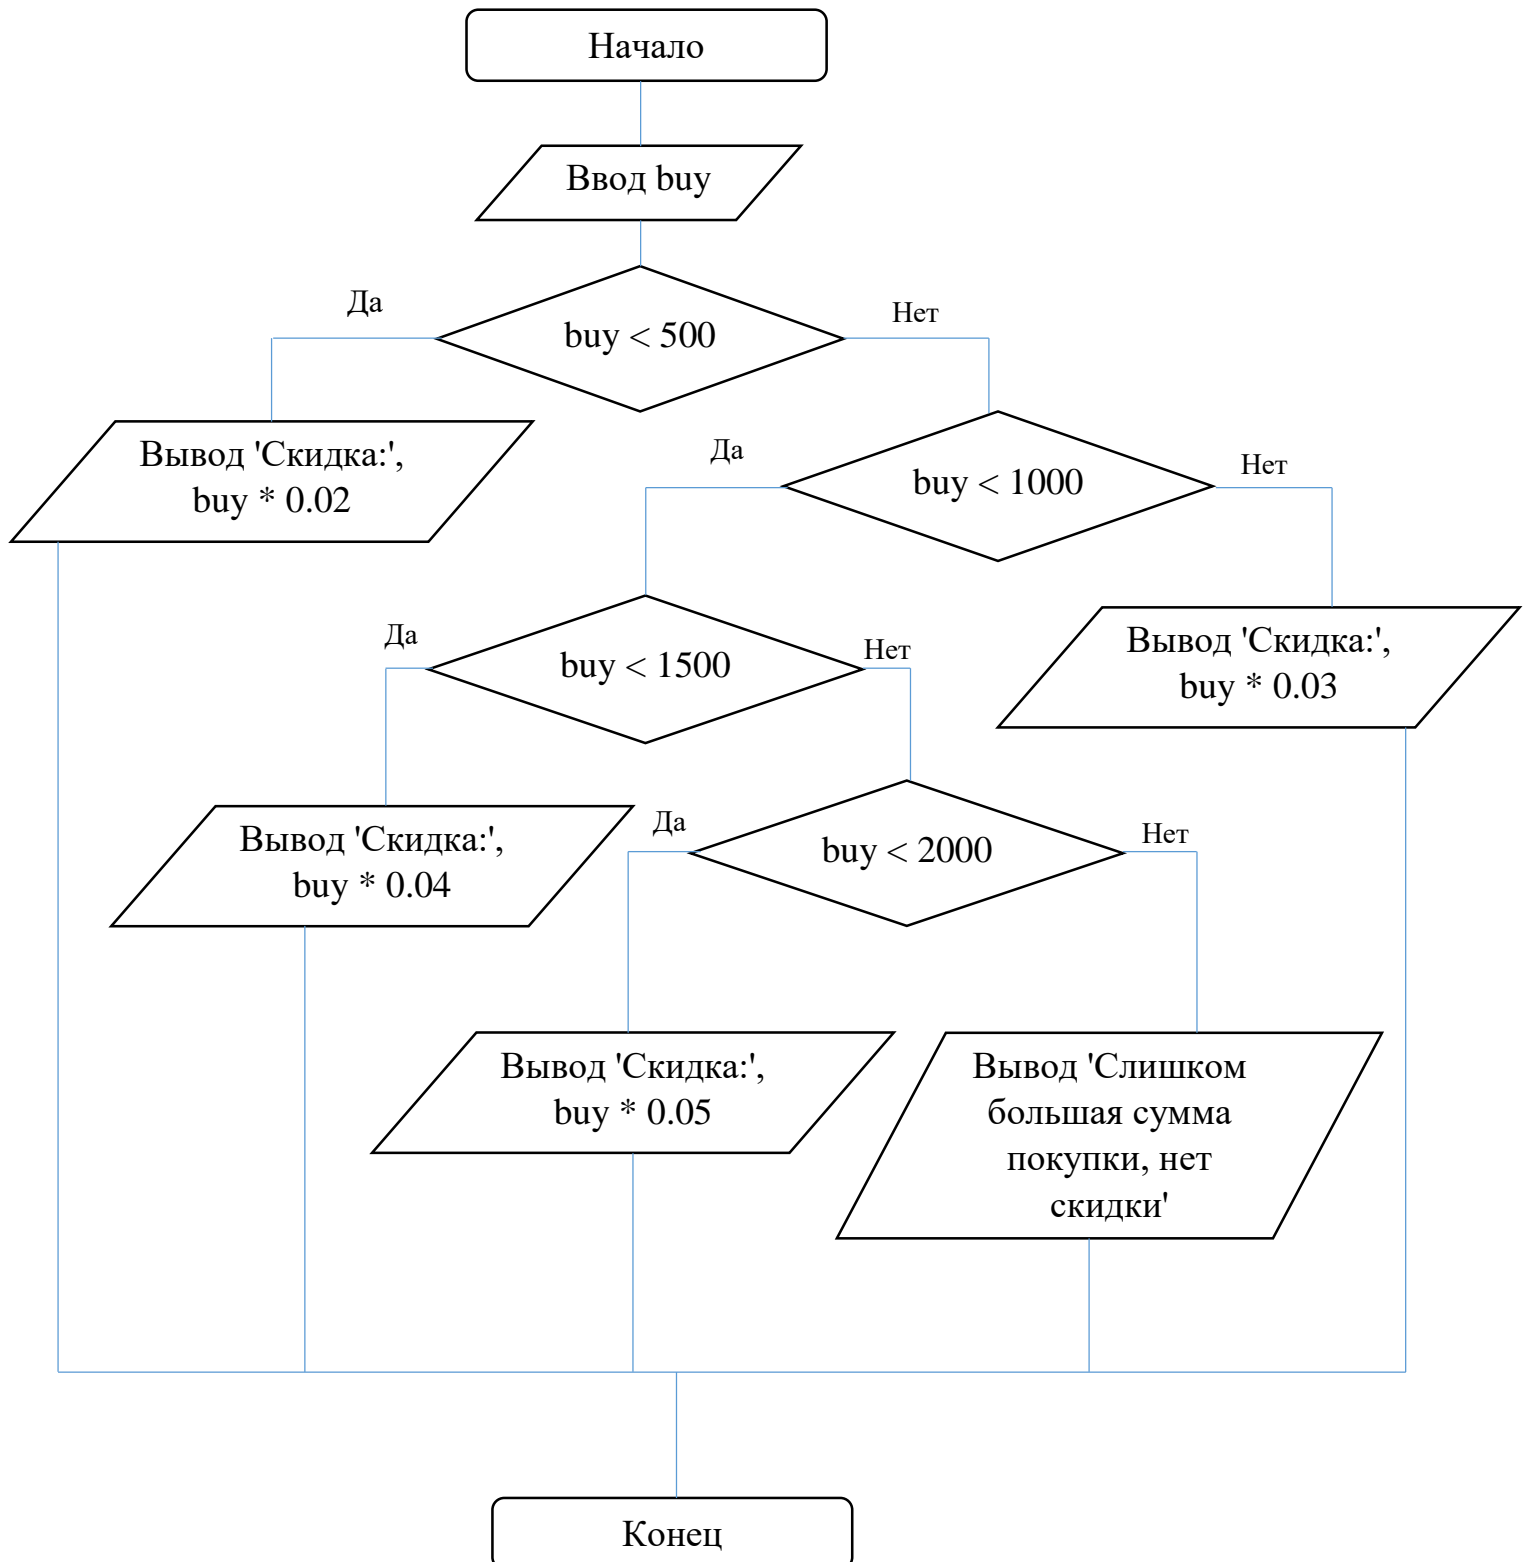 Начало
Ввод buy
Да
Нет
buy < 500
Вывод 'Скидка:',
buy * 0.02
Да
Нет
buy < 1000
Да
Нет
buy < 1500
Вывод 'Скидка:',
buy * 0.03
Вывод 'Скидка:',
buy * 0.04
Да
Нет
buy < 2000
Вывод 'Скидка:',
buy * 0.05
Вывод 'Слишком
большая сумма
покупки, нет
скидки'
Конец